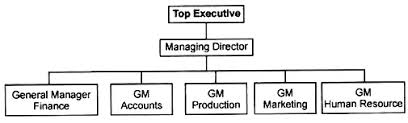 Top Executive
Managing Director
General Manager
Finance
GM
Accounts
GM
Production
GM
Marketing
GM
Human Resource